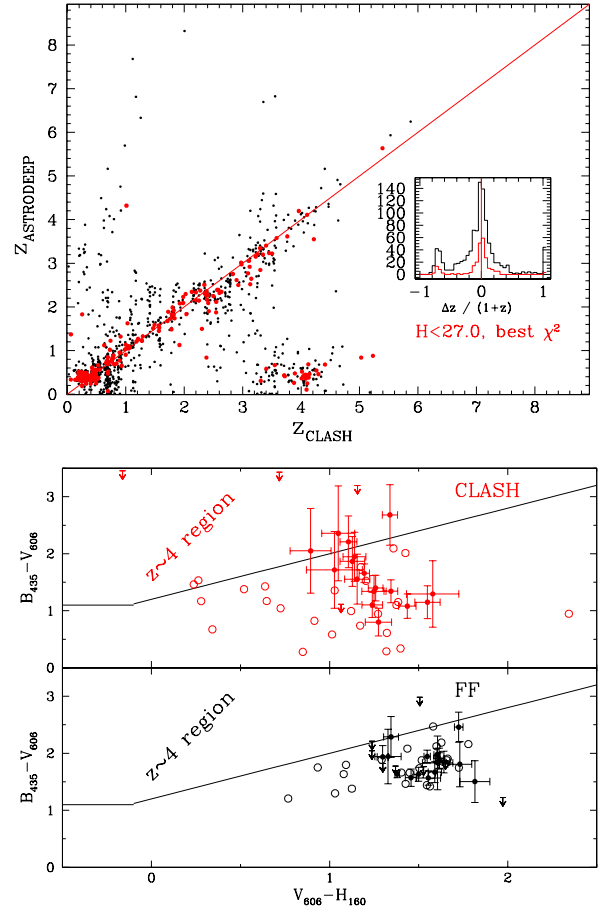 8
7
6
5
4
3
2
1
0
Z_ASTRODEEP
0 1 2 3 4 5 6 7 8
Z_CLASH
140
120
100
80
60
40
20
0
−1 0 1
Δz / (1+z)
H<27.0, best χ²
3
2
1
0
B₄₃₅−V₆₀₆
z~4 region
CLASH
3
2
1
0
B₄₃₅−V₆₀₆
z~4 region
FF
0 1 2
V₆₀₆−H₁₆₀